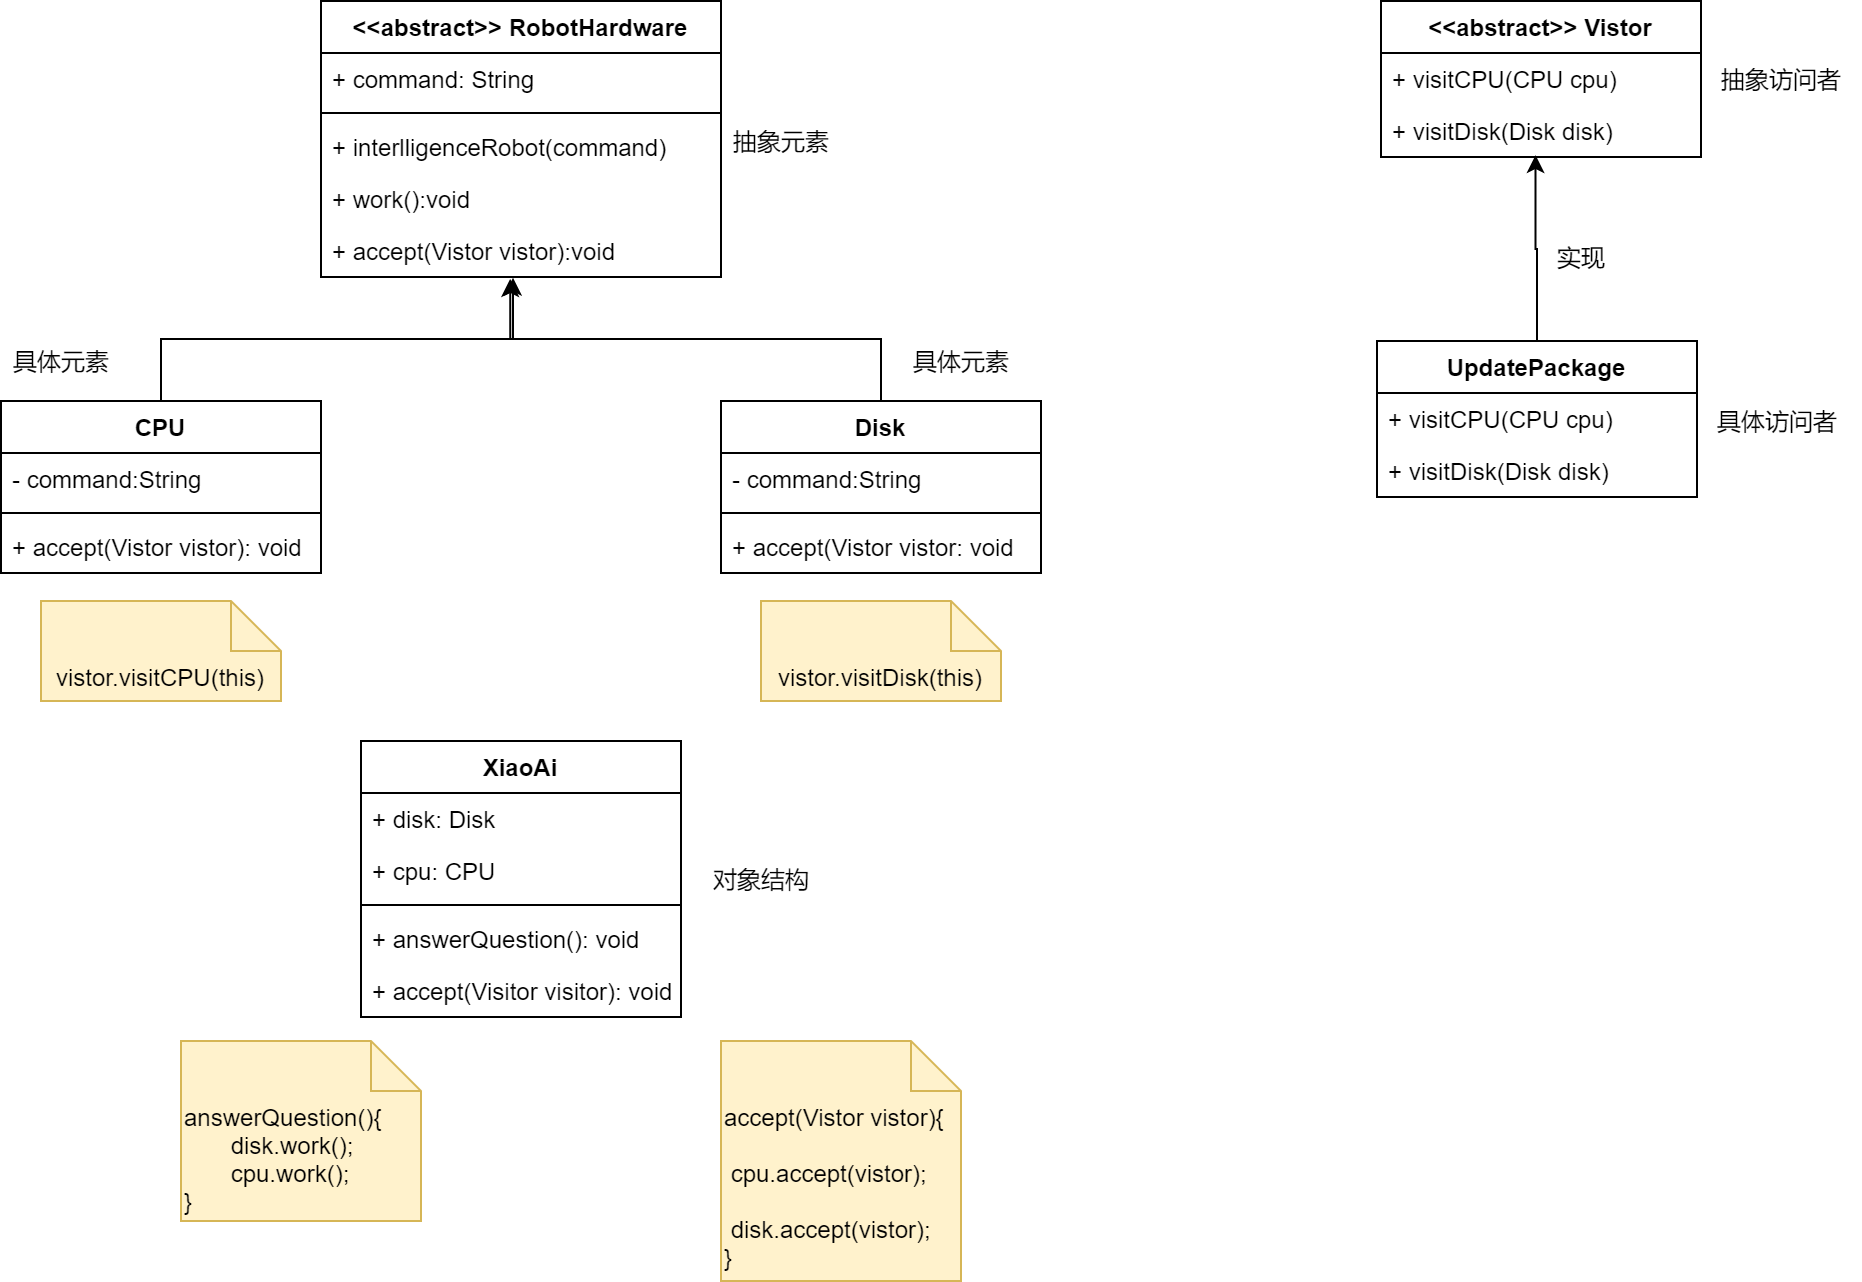 <<abstract>> RobotHardware
+ command: String
+ interlligenceRobot(command)
+ work():void
+ accept(Vistor vistor):void
抽象元素
<<abstract>> Vistor
+ visitCPU(CPU cpu)
+ visitDisk(Disk disk)
抽象访问者
实现
具体元素
具体元素
CPU
- command:String
+ accept(Vistor vistor): void
Disk
- command:String
+ accept(Vistor vistor: void
UpdatePackage
+ visitCPU(CPU cpu)
+ visitDisk(Disk disk)
具体访问者
vistor.visitCPU(this)
vistor.visitDisk(this)
XiaoAi
+ disk: Disk
+ cpu: CPU
+ answerQuestion(): void
+ accept(Visitor visitor): void
对象结构
answerQuestion(){
disk.work();
cpu.work();
}
accept(Vistor vistor){
cpu.accept(vistor);
disk.accept(vistor);
}